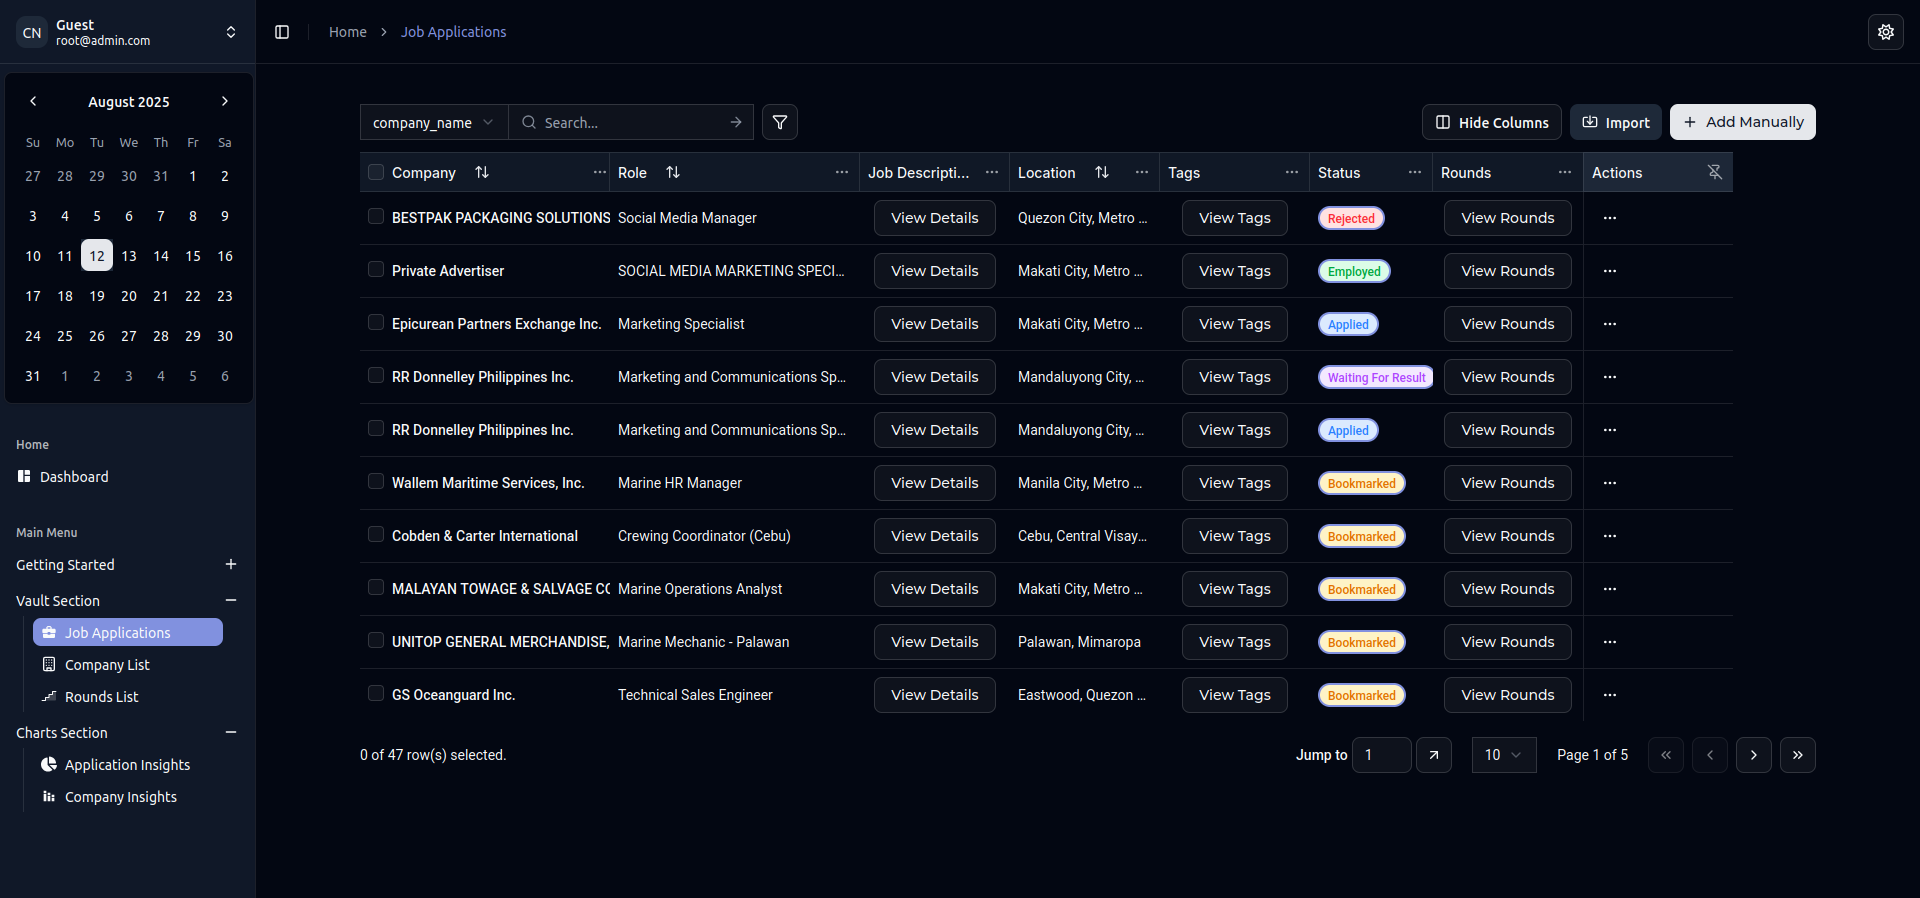 CN
Guest
root@admin.com
August 2025
Su Mo Tu We Th Fr Sa
27 28 29 30 31 1 2
3 4 5 6 7 8 9
10 11 12 13 14 15 16
17 18 19 20 21 22 23
24 25 26 27 28 29 30
31 1 2 3 4 5 6
Home
Dashboard
Main Menu
Getting Started
Vault Section
Job Applications
Company List
Rounds List
Charts Section
Application Insights
Company Insights
Home > Job Applications
company_name Search... Hide Columns Import Add Manually
Company Role Job Descripti... Location Tags Status Rounds Actions
BESTPAK PACKAGING SOLUTIONS Social Media Manager View Details Quezon City, Metro ... View Tags Rejected View Rounds ...
Private Advertiser SOCIAL MEDIA MARKETING SPECI... View Details Makati City, Metro ... View Tags Employed View Rounds ...
Epicurean Partners Exchange Inc. Marketing Specialist View Details Makati City, Metro ... View Tags Applied View Rounds ...
RR Donnelley Philippines Inc. Marketing and Communications Sp... View Details Mandaluyong City, ... View Tags Waiting For Result View Rounds ...
RR Donnelley Philippines Inc. Marketing and Communications Sp... View Details Mandaluyong City, ... View Tags Applied View Rounds ...
Wallem Maritime Services, Inc. Marine HR Manager View Details Manila City, Metro ... View Tags Bookmarked View Rounds ...
Cobden & Carter International Crewing Coordinator (Cebu) View Details Cebu, Central Visay... View Tags Bookmarked View Rounds ...
MALAYAN TOWAGE & SALVAGE CO Marine Operations Analyst View Details Makati City, Metro ... View Tags Bookmarked View Rounds ...
UNITOP GENERAL MERCHANDISE, Marine Mechanic - Palawan View Details Palawan, Mimaropa View Tags Bookmarked View Rounds ...
GS Oceanguard Inc. Technical Sales Engineer View Details Eastwood, Quezon ... View Tags Bookmarked View Rounds ...
0 of 47 row(s) selected. Jump to 1 10 Page 1 of 5